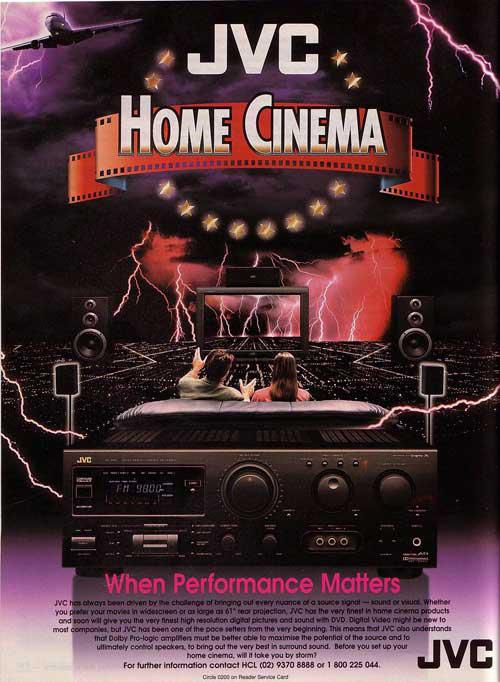 JVC
HOME CINEMA
JVC
FM 9800
When Performance Matters
JVC has always been driven by the challenge of bringing out every nuance of a source signal — sound or visual. Whether
you prefer your movies in widescreen or as large as 61" rear projection, JVC has the very finest in home cinema products
and soon will give you the very finest high resolution digital pictures and sound with DVD. Digital Video might be new to
most companies, but JVC has been one of the pace setters from the very beginning. This means that JVC also understands
that Dolby Pro-logic amplifiers must be better able to maximise the potential of the source and to
ultimately control speakers, to bring out the very best in surround sound. Before you set up your
home cinema, will it take you by storm?
For further information contact HCL (02) 9370 8888 or 1 800 225 044.
JVC
Circle 0200 on Reader Service Card